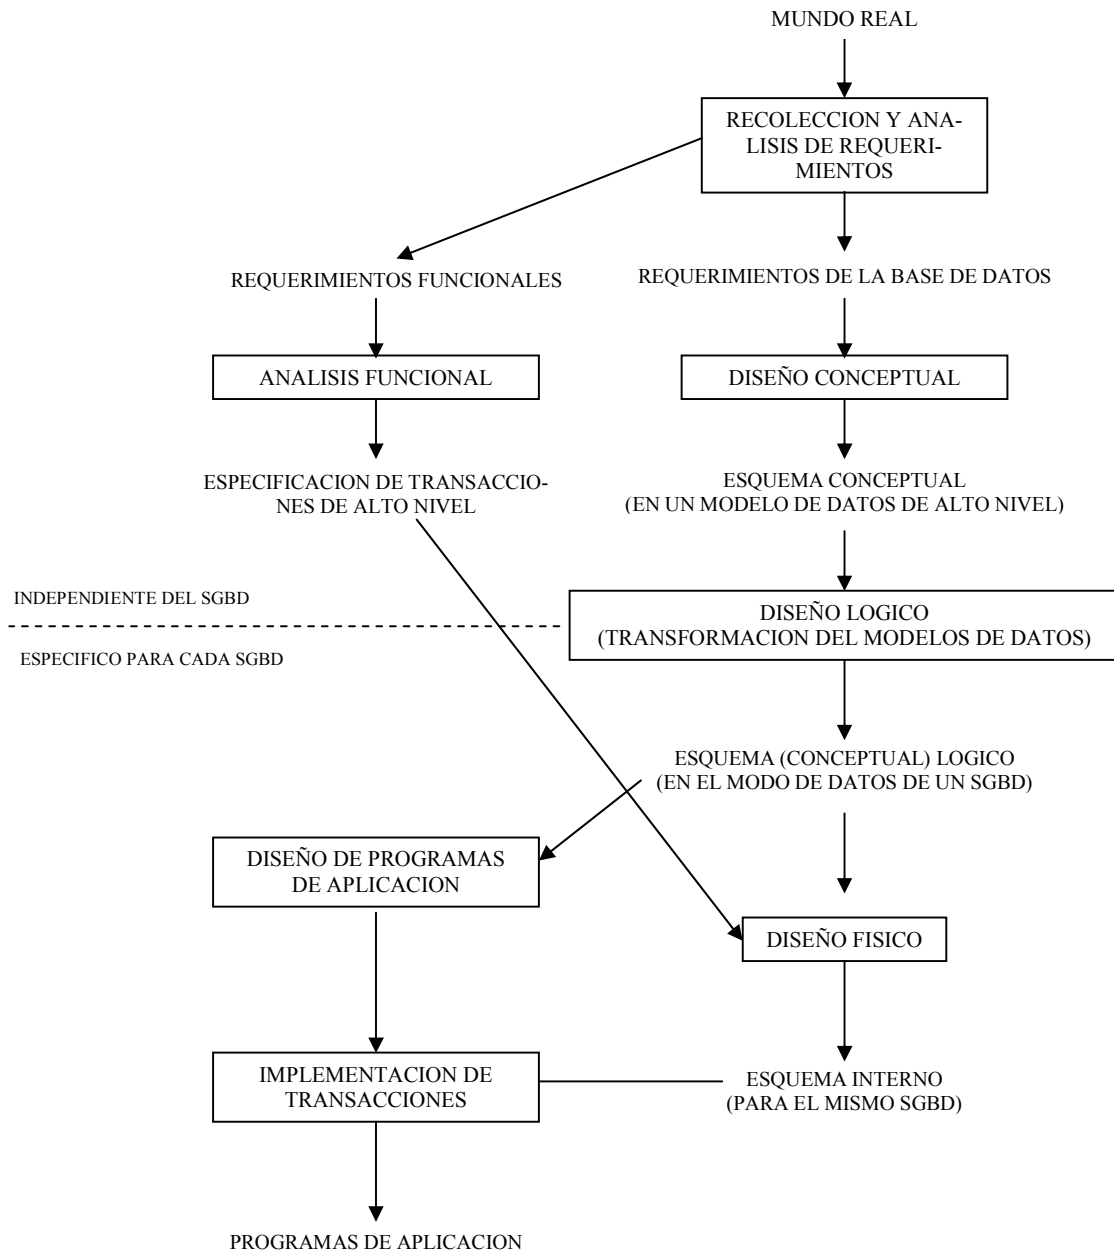 MUNDO REAL
RECOLECCION Y ANA-
LISIS DE REQUERI-
MIENTOS
REQUERIMIENTOS FUNCIONALES
REQUERIMIENTOS DE LA BASE DE DATOS
ANALISIS FUNCIONAL
DISEÑO CONCEPTUAL
ESPECIFICACION DE TRANSACCIO-
NES DE ALTO NIVEL
ESQUEMA CONCEPTUAL
(EN UN MODELO DE DATOS DE ALTO NIVEL)
INDEPENDIENTE DEL SGBD
ESPECIFICO PARA CADA SGBD
DISEÑO LOGICO
(TRANSFORMACION DEL MODELOS DE DATOS)
ESQUEMA (CONCEPTUAL) LOGICO
(EN EL MODO DE DATOS DE UN SGBD)
DISEÑO DE PROGRAMAS
DE APLICACION
DISEÑO FISICO
IMPLEMENTACION DE
TRANSACCIONES
ESQUEMA INTERNO
(PARA EL MISMO SGBD)
PROGRAMAS DE APLICACION